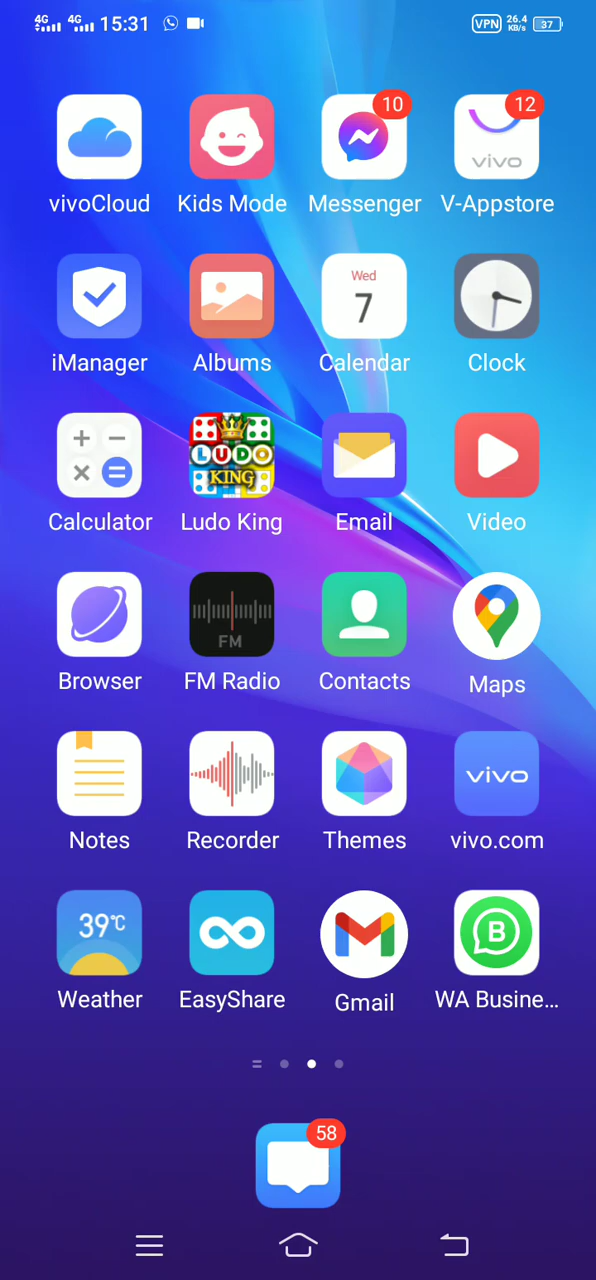 4G 4G 15:31 VPN 26.4 KB/s 37
10 12
vivo
vivoCloud Kids Mode Messenger V-Appstore
Wed
7
iManager Albums Calendar Clock
LUDO
KING
Calculator Ludo King Email Video
FM
Browser FM Radio Contacts Maps
vivo
Notes Recorder Themes vivo.com
39°C B
Weather EasyShare Gmail WA Busine...
58